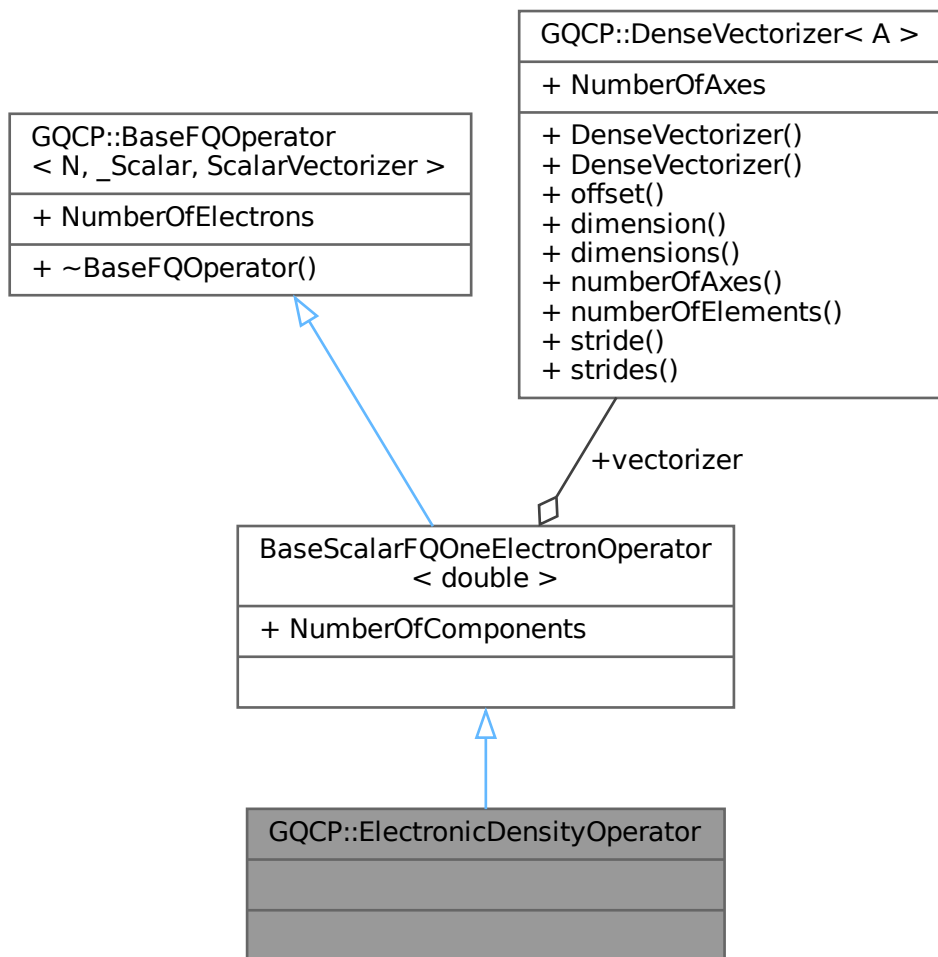 GQCP::DenseVectorizer< A >
+ NumberOfAxes
+ DenseVectorizer()
+ DenseVectorizer()
+ offset()
+ dimension()
+ dimensions()
+ numberOfAxes()
+ numberOfElements()
+ stride()
+ strides()
GQCP::BaseFQOperator
< N, _Scalar, ScalarVectorizer >
+ NumberOfElectrons
+ ~BaseFQOperator()
+vectorizer
BaseScalarFQOneElectronOperator
< double >
+ NumberOfComponents
GQCP::ElectronicDensityOperator